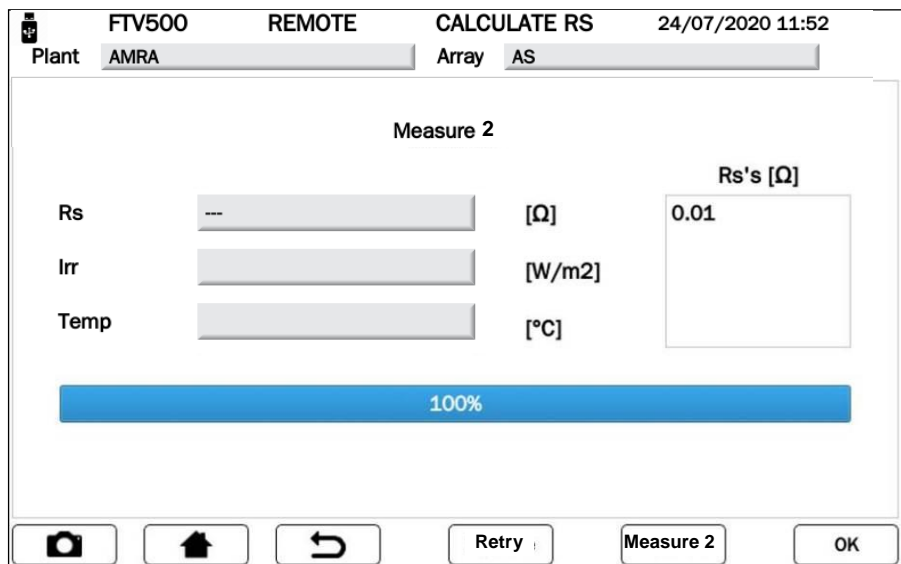 FTV500 REMOTE CALCULATE RS 24/07/2020 11:52
Plant AMRA Array AS
Measure 2
Rs's [Ω]
Rs --- [Ω] 0.01
Irr [W/m2]
Temp [°C]
100%
Retry Measure 2 OK